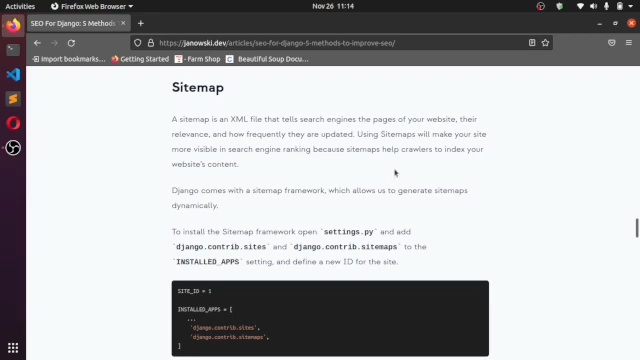 Activities Firefox Web Browser Nov 26 11:14
SEO For Django: 5 Methods
https://janowski.dev/articles/seo-for-django-5-methods-to-improve-seo/
Import bookmarks... Getting Started Farm Shop Beautiful Soup Docu...
Sitemap
A sitemap is an XML file that tells search engines the pages of your website, their
relevance, and how frequently they are updated. Using Sitemaps will make your site
more visible in search engine ranking because sitemaps help crawlers to index your
website's content.
Django comes with a sitemap framework, which allows us to generate sitemaps
dynamically.
To install the Sitemap framework open `settings.py` and add
`django.contrib.sites` and `django.contrib.sitemaps` to the
`INSTALLED_APPS` setting, and define a new ID for the site.
SITE_ID = 1
INSTALLED_APPS = [
...
'django.contrib.sites',
'django.contrib.sitemaps',
]